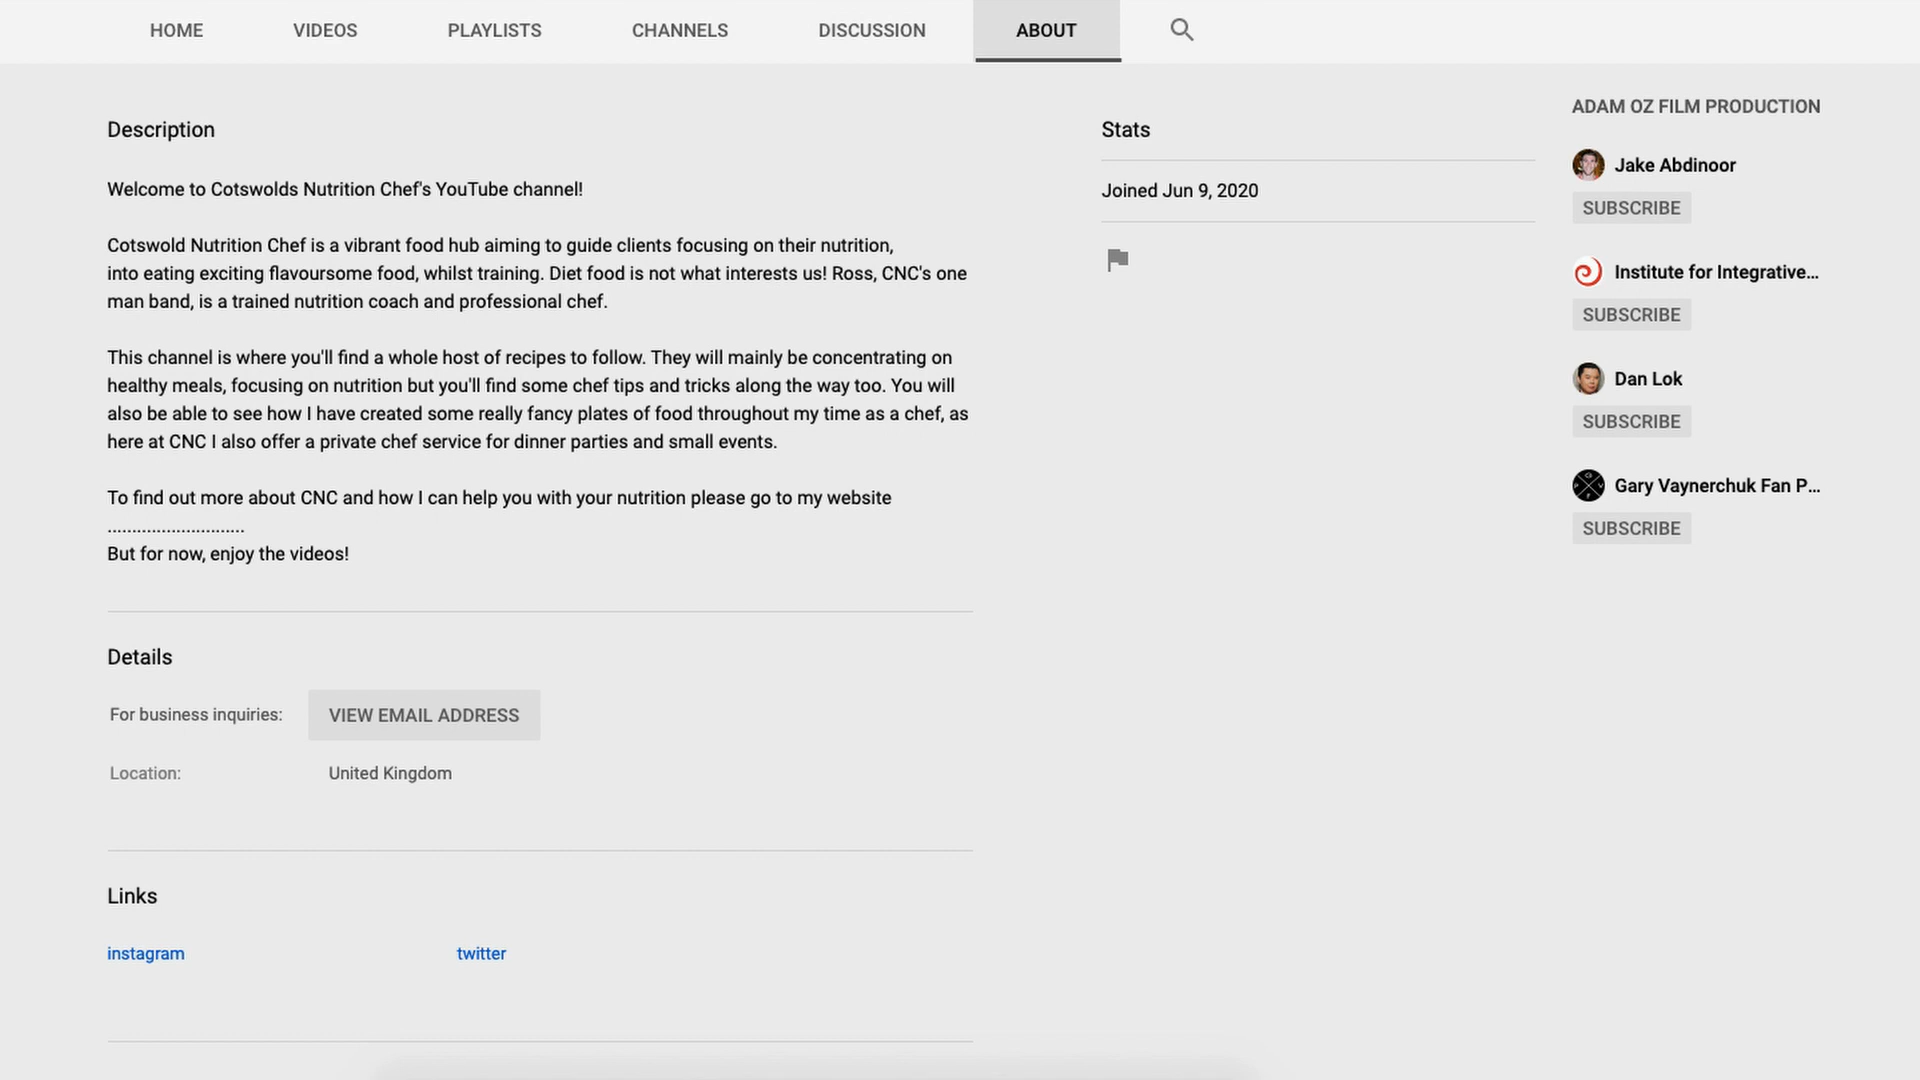 HOME VIDEOS PLAYLISTS CHANNELS DISCUSSION ABOUT
Description
Welcome to Cotswolds Nutrition Chef's YouTube channel!
Cotswold Nutrition Chef is a vibrant food hub aiming to guide clients focusing on their nutrition,
into eating exciting flavoursome food, whilst training. Diet food is not what interests us! Ross, CNC's one
man band, is a trained nutrition coach and professional chef.
This channel is where you'll find a whole host of recipes to follow. They will mainly be concentrating on
healthy meals, focusing on nutrition but you'll find some chef tips and tricks along the way too. You will
also be able to see how I have created some really fancy plates of food throughout my time as a chef, as
here at CNC I also offer a private chef service for dinner parties and small events.
To find out more about CNC and how I can help you with your nutrition please go to my website
............................
But for now, enjoy the videos!
Details
For business inquiries: VIEW EMAIL ADDRESS
Location: United Kingdom
Links
instagram twitter
Stats
Joined Jun 9, 2020
ADAM OZ FILM PRODUCTION
Jake Abdinoor
SUBSCRIBE
Institute for Integrative...
SUBSCRIBE
Dan Lok
SUBSCRIBE
Gary Vaynerchuk Fan P...
SUBSCRIBE